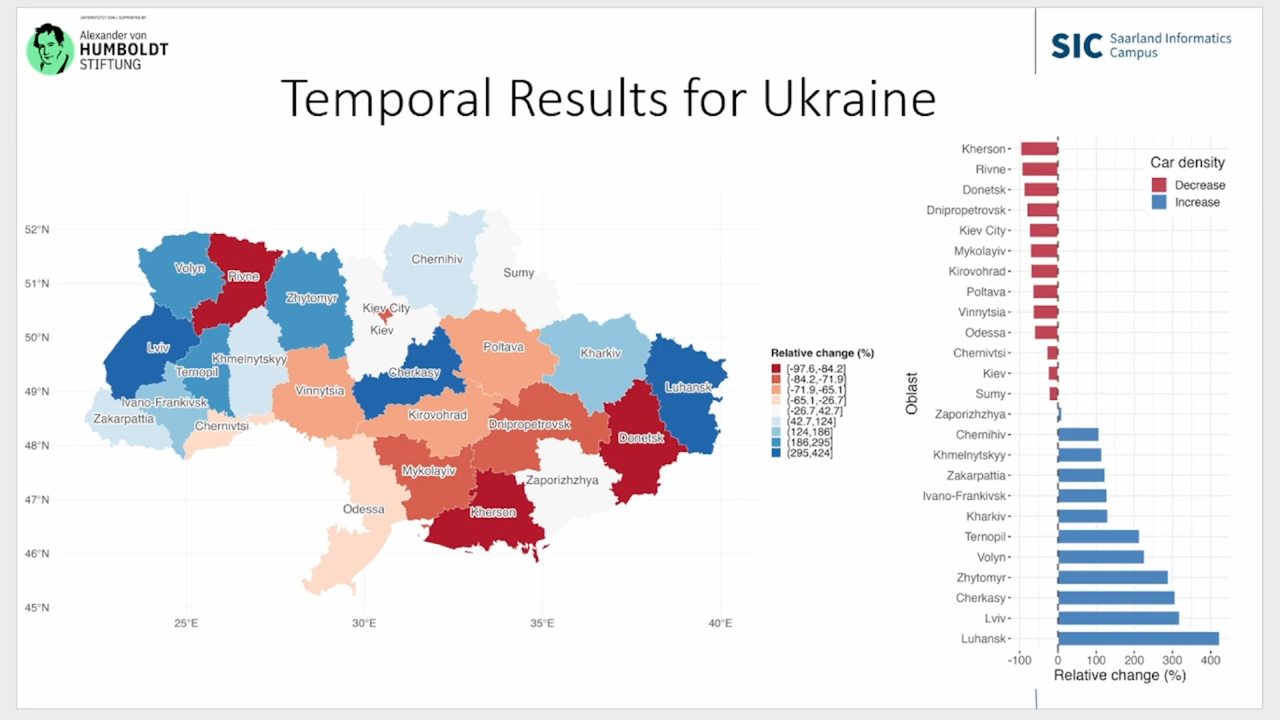 UNTERSTÜTZT VON / SUPPORTED BY
Alexander von
HUMBOLDT
STIFTUNG
SIC Saarland Informatics
Campus
Temporal Results for Ukraine
52°N
51°N
50°N
49°N
48°N
47°N
46°N
45°N
25°E
30°E
35°E
40°E
Volyn
Rivne
Zhytomyr
Chernihiv
Sumy
Kiev City
Kiev
Lviv
Ternopil
Khmelnytskyy
Ivano-Frankivsk
Zakarpattia
Chernivtsi
Vinnytsia
Cherkasy
Poltava
Kharkiv
Luhansk
Kirovohrad
Dnipropetrovsk
Donetsk
Mykolayiv
Zaporizhzhya
Odessa
Kherson
Relative change (%)
[-97.6,-84.2]
(-84.2,-71.9]
(-71.9,-65.1]
(-65.1,-26.7]
(-26.7,42.7]
(42.7,124]
(124,186]
(186,295]
(295,424]
Oblast
Kherson
Rivne
Donetsk
Dnipropetrovsk
Kiev City
Mykolayiv
Kirovohrad
Poltava
Vinnytsia
Odessa
Chernivtsi
Kiev
Sumy
Zaporizhzhya
Chernihiv
Khmelnytskyy
Zakarpattia
Ivano-Frankivsk
Kharkiv
Ternopil
Volyn
Zhytomyr
Cherkasy
Lviv
Luhansk
Car density
Decrease
Increase
-100 0 100 200 300 400
Relative change (%)